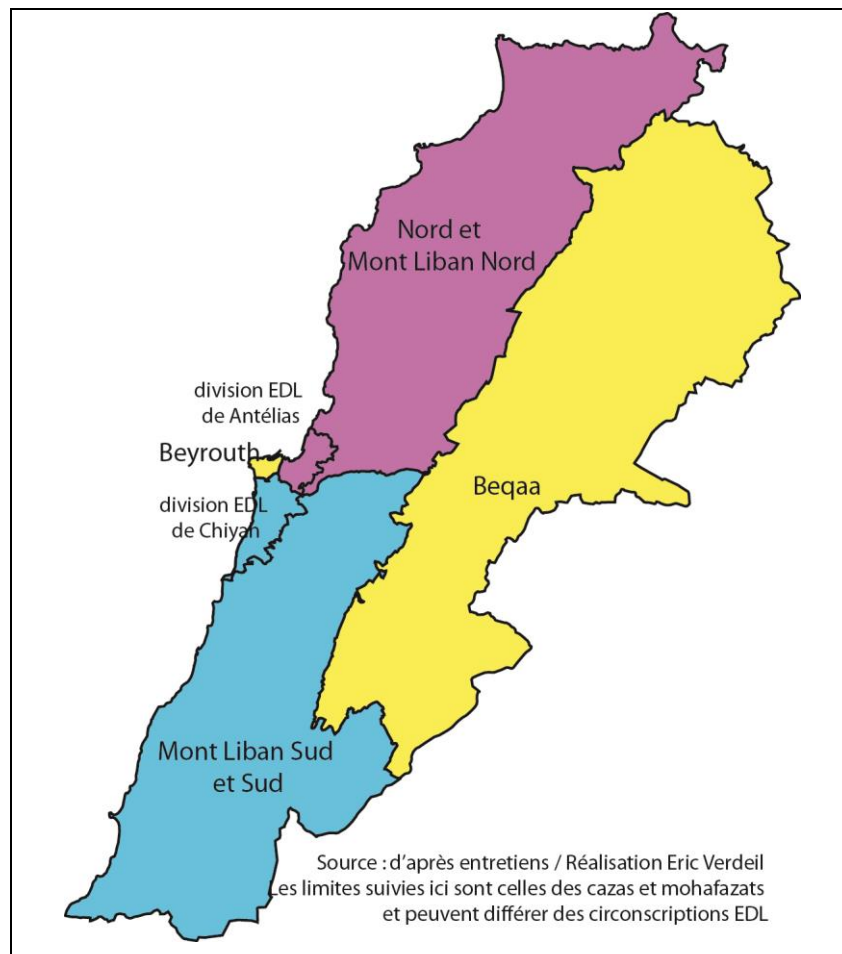 Nord et
Mont Liban Nord
division EDL
de Antélias
Beyrouth
Beqaa
division EDL
de Chiyah
Mont Liban Sud
et Sud
Source : d'après entretiens / Réalisation Eric Verdeil
Les limites suivies ici sont celles des cazas et mohafazats
et peuvent différer des circonscriptions EDL